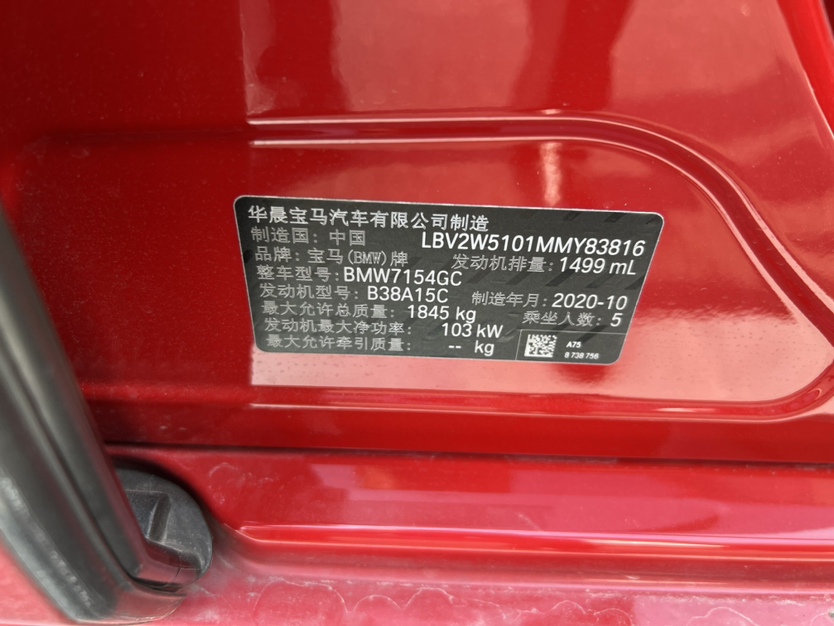 华晨宝马汽车有限公司制造
制造国: 中国 LBV2W5101MMY83816
品牌: 宝马(BMW)牌 发动机排量: 1499 mL
整车型号: BMW7154GC
发动机型号: B38A15C 制造年月: 2020-10
最大允许总质量: 1845 kg 乘坐人数: 5
发动机最大净功率: 103 kW
最大允许牵引质量: -- kg
A75
8 738 756